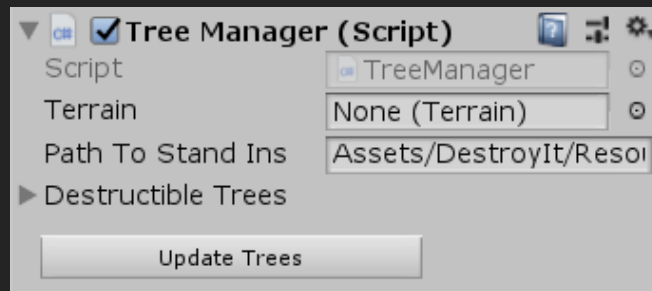 Tree Manager (Script)
Script TreeManager
Terrain None (Terrain)
Path To Stand Ins Assets/DestroyIt/Resou
Destructible Trees
Update Trees